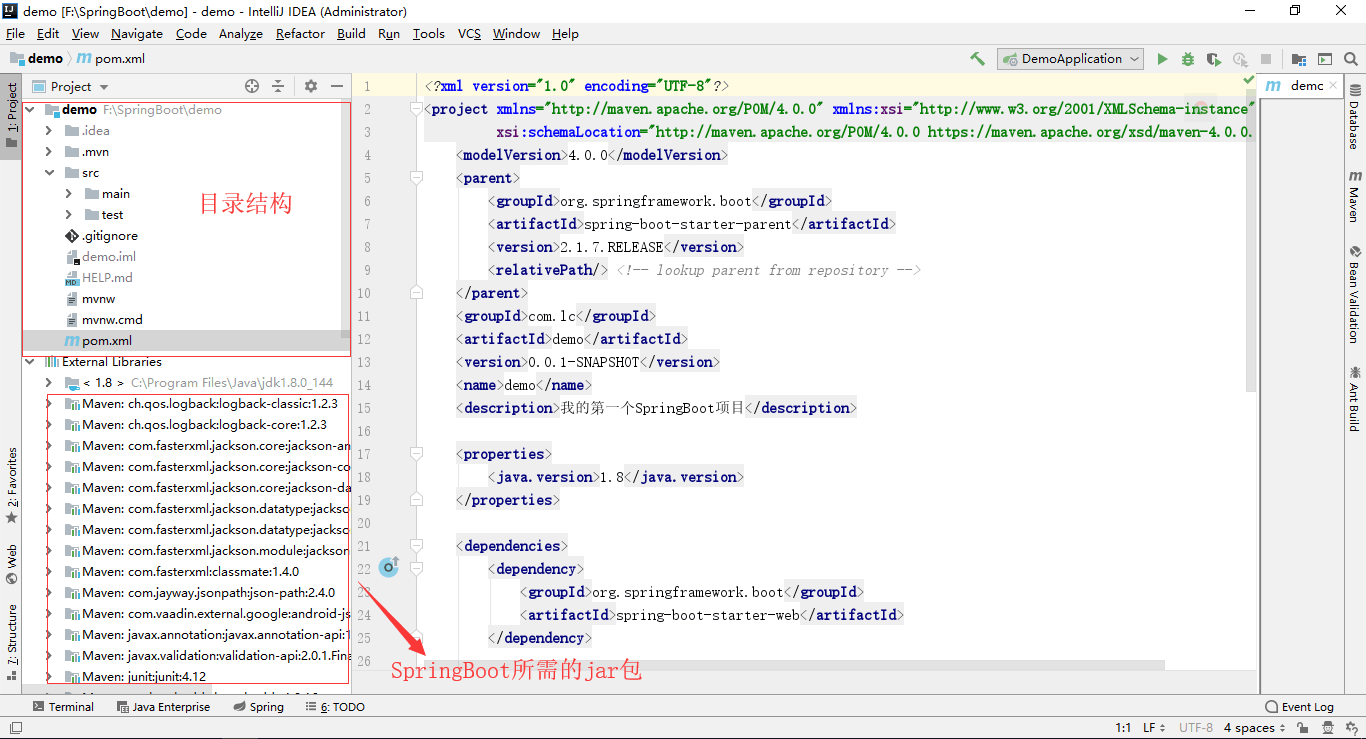 demo [F:\SpringBoot\demo] - demo - IntelliJ IDEA (Administrator)
File Edit View Navigate Code Analyze Refactor Build Run Tools VCS Window Help
demo pom.xml
DemoApplication
1: Project
Project
demo F:\SpringBoot\demo
.idea
.mvn
src
main
test
.gitignore
demo.iml
HELP.md
mvnw
mvnw.cmd
pom.xml
目录结构
External Libraries
< 1.8 > C:\Program Files\Java\jdk1.8.0_144
Maven: ch.qos.logback:logback-classic:1.2.3
Maven: ch.qos.logback:logback-core:1.2.3
Maven: com.fasterxml.jackson.core:jackson-an
Maven: com.fasterxml.jackson.core:jackson-co
Maven: com.fasterxml.jackson.core:jackson-da
Maven: com.fasterxml.jackson.datatype:jackso
Maven: com.fasterxml.jackson.datatype:jackso
Maven: com.fasterxml.jackson.module:jackson
Maven: com.fasterxml:classmate:1.4.0
Maven: com.jayway.jsonpath:json-path:2.4.0
Maven: com.vaadin.external.google:android-js
Maven: javax.annotation:javax.annotation-api:1
Maven: javax.validation:validation-api:2.0.1.Fina
Maven: junit:junit:4.12
2: Favorites
Web
7: Structure
1 <?xml version="1.0" encoding="UTF-8"?>
2 <project xmlns="http://maven.apache.org/POM/4.0.0" xmlns:xsi="http://www.w3.org/2001/XMLSchema-instance"
3 xsi:schemaLocation="http://maven.apache.org/POM/4.0.0 https://maven.apache.org/xsd/maven-4.0.0.
4 <modelVersion>4.0.0</modelVersion>
5 <parent>
6 <groupId>org.springframework.boot</groupId>
7 <artifactId>spring-boot-starter-parent</artifactId>
8 <version>2.1.7.RELEASE</version>
9 <relativePath/> <!-- lookup parent from repository -->
10 </parent>
11 <groupId>com.lc</groupId>
12 <artifactId>demo</artifactId>
13 <version>0.0.1-SNAPSHOT</version>
14 <name>demo</name>
15 <description>我的第一个SpringBoot项目</description>
16
17 <properties>
18 <java.version>1.8</java.version>
19 </properties>
20
21 <dependencies>
22 <dependency>
23 <groupId>org.springframework.boot</groupId>
24 <artifactId>spring-boot-starter-web</artifactId>
25 </dependency>
26
SpringBoot所需的jar包
demo
Database
Maven
Bean Validation
Ant Build
Terminal Java Enterprise Spring 6: TODO Event Log
1:1 LF UTF-8 4 spaces